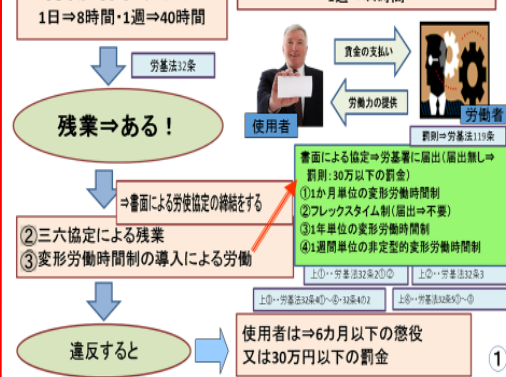 1日⇒8時間・1週⇒40時間
労基法32条
賃金の支払い
労働力の提供
使用者
労働者
残業⇒ある！
罰則⇒労基法119条
書面による協定⇒労基署に届出(届出無し⇒
罰則：30万以下の罰金)
①1か月単位の変形労働時間制
②フレックスタイム制(届出⇒不要)
③1年単位の変形労働時間制
④1週間単位の非定型的変形労働時間制
⇒書面による労使協定の締結をする
②三六協定による残業
③変形労働時間制の導入による労働
上①‥労基法32条2①②
上②‥労基法32条3
上③‥労基法32条4①～④・32条4の2
上④‥労基法32条5①～③
違反すると
使用者は⇒6カ月以下の懲役
又は30万円以下の罰金
①